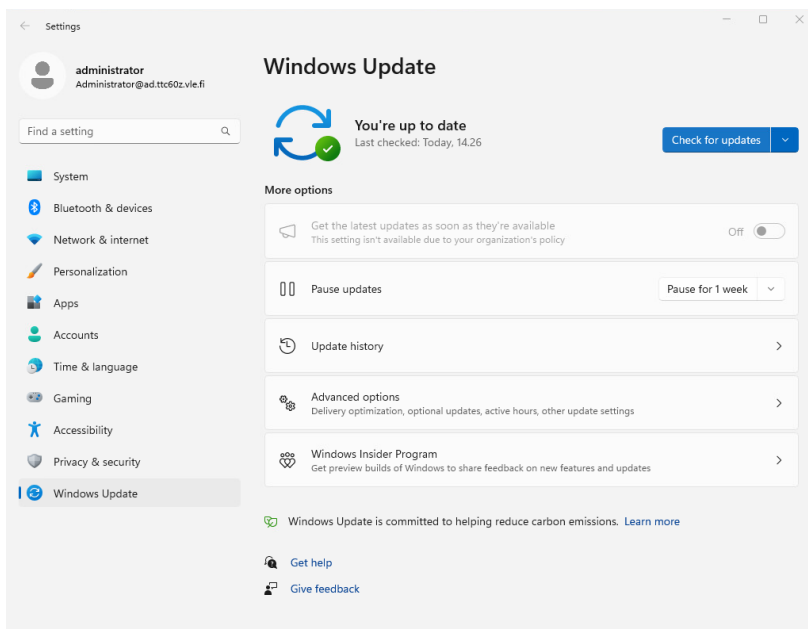 Settings
administrator
Administrator@ad.ttc60z.vle.fi
Find a setting
System
Bluetooth & devices
Network & internet
Personalization
Apps
Accounts
Time & language
Gaming
Accessibility
Privacy & security
Windows Update
Windows Update
You're up to date
Last checked: Today, 14.26
Check for updates
More options
Get the latest updates as soon as they're available
This setting isn't available due to your organization's policy
Off
Pause updates
Pause for 1 week
Update history
Advanced options
Delivery optimization, optional updates, active hours, other update settings
Windows Insider Program
Get preview builds of Windows to share feedback on new features and updates
Windows Update is committed to helping reduce carbon emissions. Learn more
Get help
Give feedback